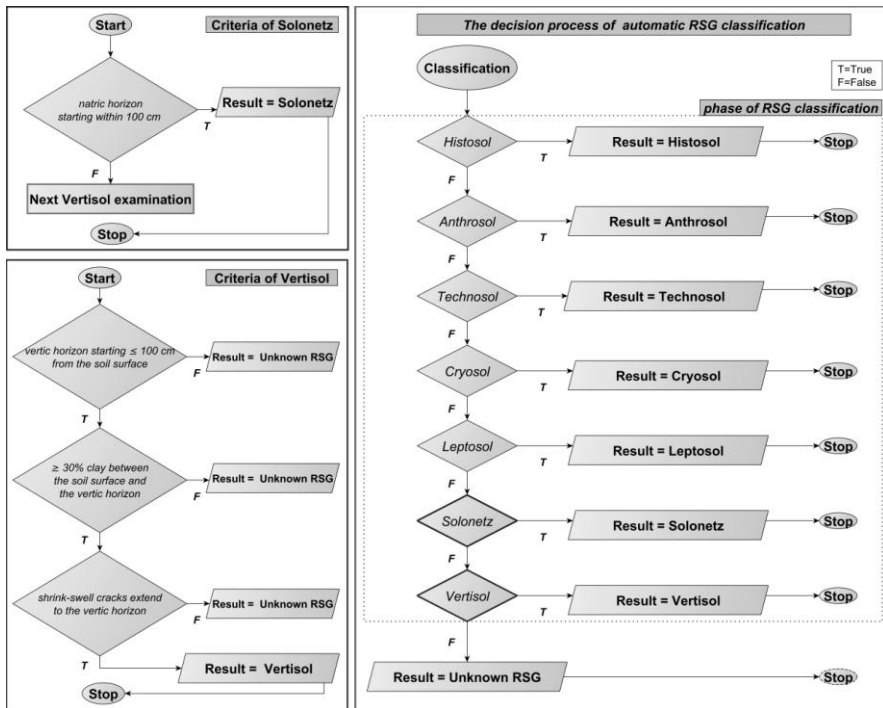 Start
Criteria of Solonetz
natric horizon
starting within 100 cm
T
Result = Solonetz
F
Next Vertisol examination
Stop
Start
Criteria of Vertisol
vertic horizon starting ≤ 100 cm
from the soil surface
F
Result = Unknown RSG
T
≥ 30% clay between
the soil surface and
the vertic horizon
F
Result = Unknown RSG
T
shrink-swell cracks extend
to the vertic horizon
F
Result = Unknown RSG
T
Result = Vertisol
Stop
The decision process of automatic RSG classification
Classification
T=True
F=False
phase of RSG classification
Histosol
T
Result = Histosol
Stop
F
Anthrosol
T
Result = Anthrosol
Stop
F
Technosol
T
Result = Technosol
Stop
F
Cryosol
T
Result = Cryosol
Stop
F
Leptosol
T
Result = Leptosol
Stop
F
Solonetz
T
Result = Solonetz
Stop
F
Vertisol
T
Result = Vertisol
Stop
F
Result = Unknown RSG
Stop